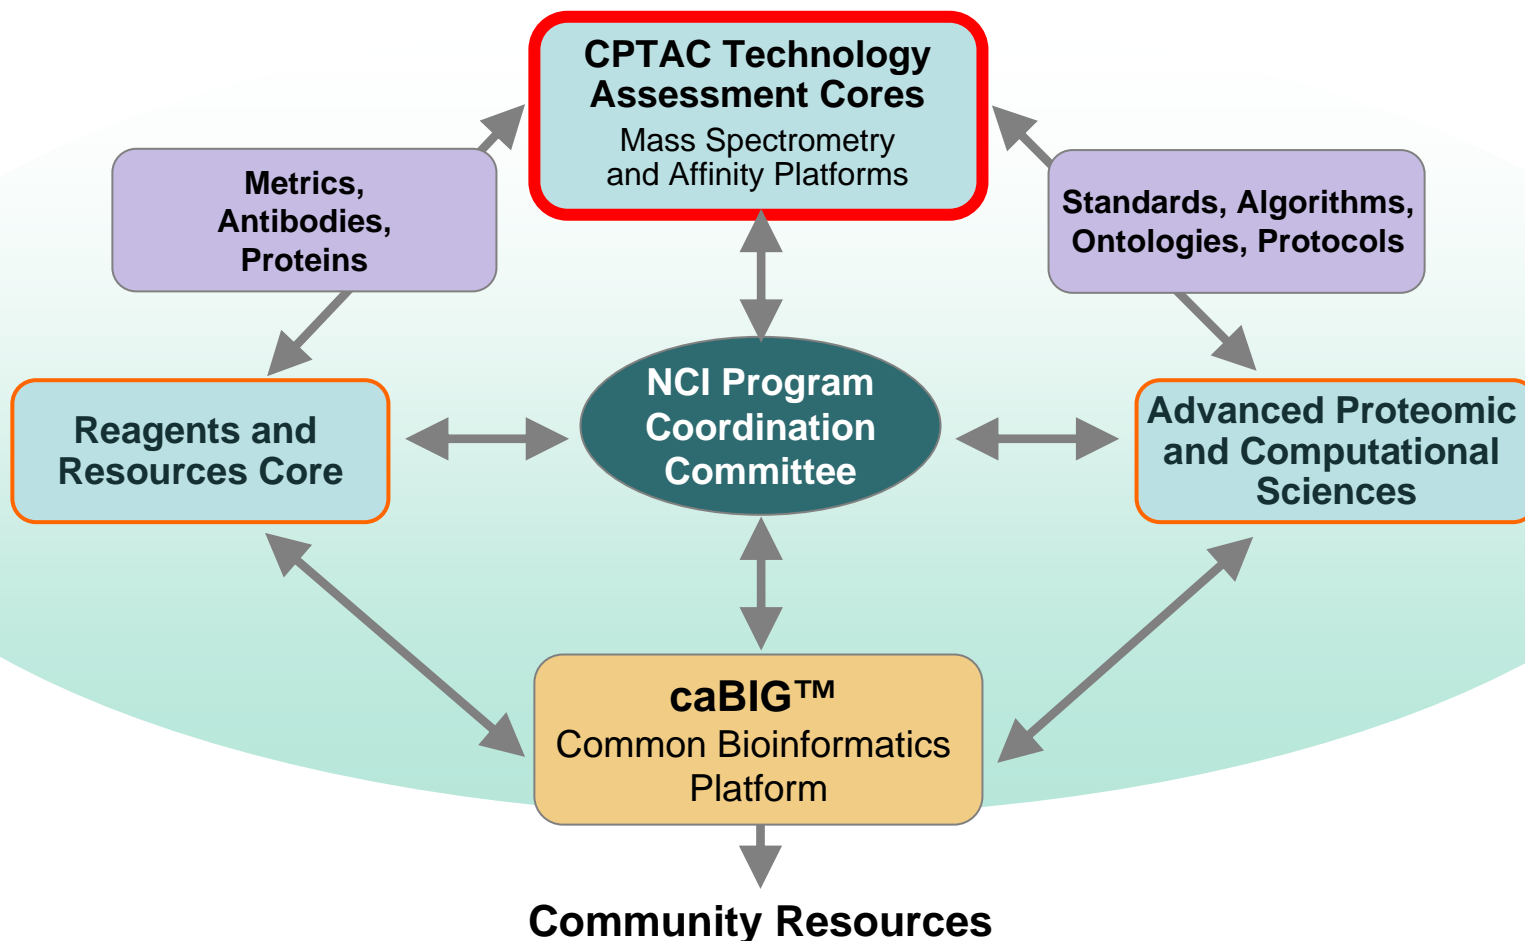 CPTAC Technology
Assessment Cores
Mass Spectrometry
and Affinity Platforms
Metrics,
Antibodies,
Proteins
Standards, Algorithms,
Ontologies, Protocols
Reagents and
Resources Core
NCI Program
Coordination
Committee
Advanced Proteomic
and Computational
Sciences
caBIG™
Common Bioinformatics
Platform
Community Resources